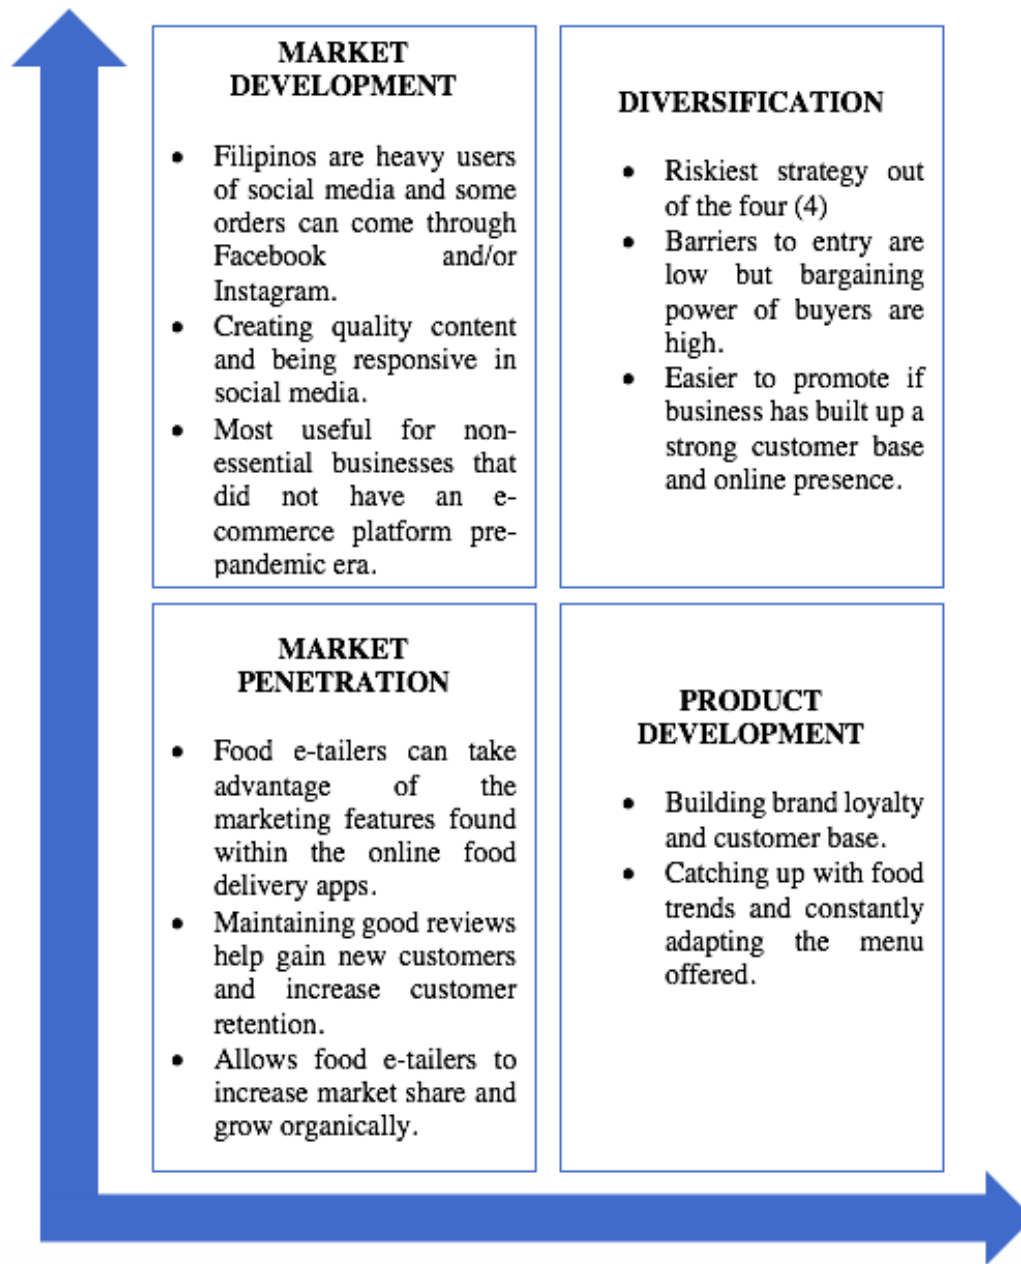 MARKET
DEVELOPMENT
• Filipinos are heavy users
of social media and some
orders can come through
Facebook and/or
Instagram.
• Creating quality content
and being responsive in
social media.
• Most useful for non-
essential businesses that
did not have an e-
commerce platform pre-
pandemic era.
DIVERSIFICATION
• Riskiest strategy out
of the four (4)
• Barriers to entry are
low but bargaining
power of buyers are
high.
• Easier to promote if
business has built up a
strong customer base
and online presence.
MARKET
PENETRATION
• Food e-tailers can take
advantage of the
marketing features found
within the online food
delivery apps.
• Maintaining good reviews
help gain new customers
and increase customer
retention.
• Allows food e-tailers to
increase market share and
grow organically.
PRODUCT
DEVELOPMENT
• Building brand loyalty
and customer base.
• Catching up with food
trends and constantly
adapting the menu
offered.